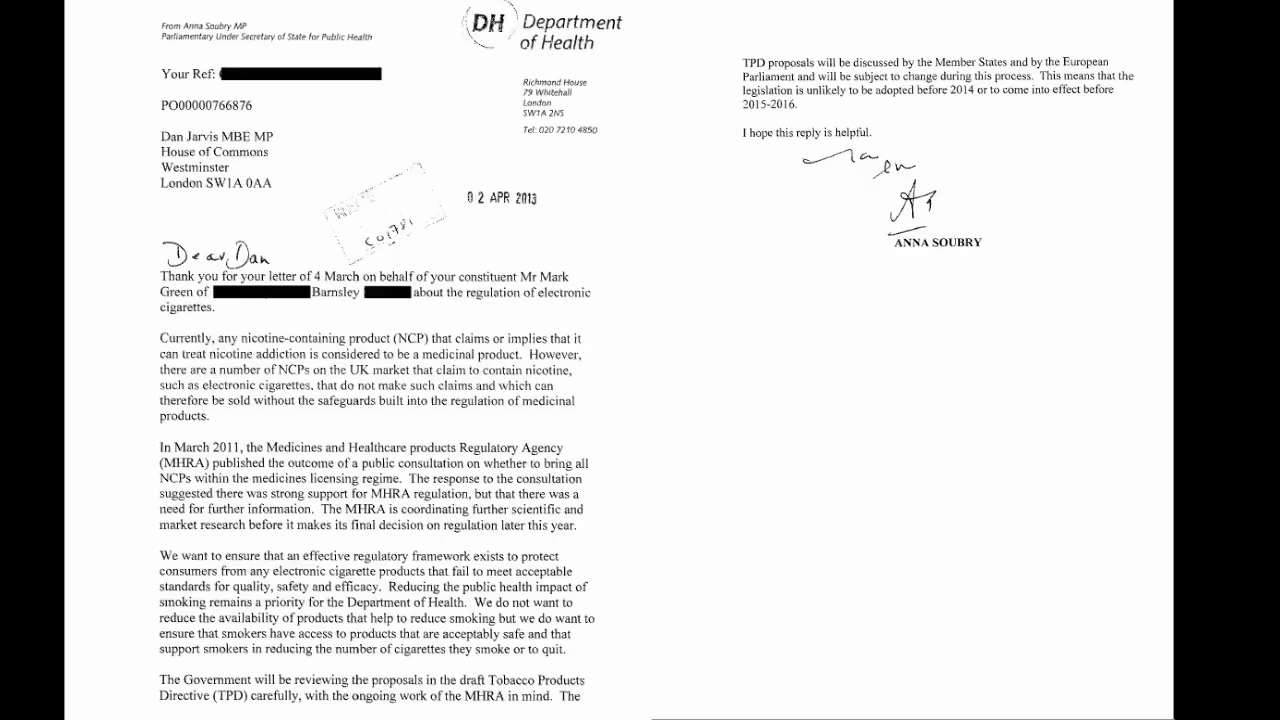 From Anna Soubry MP
Parliamentary Under Secretary of State for Public Health
DH Department
of Health
Your Ref:
Richmond House
79 Whitehall
London
SW1A 2NS
Tel: 020 7210 4850
PO00000766876
Dan Jarvis MBE MP
House of Commons
Westminster
London SW1A 0AA
02 APR 2013
Dear Dan
Thank you for your letter of 4 March on behalf of your constituent Mr Mark
Green of Barnsley about the regulation of electronic
cigarettes.
Currently, any nicotine-containing product (NCP) that claims or implies that it
can treat nicotine addiction is considered to be a medicinal product. However,
there are a number of NCPs on the UK market that claim to contain nicotine,
such as electronic cigarettes, that do not make such claims and which can
therefore be sold without the safeguards built into the regulation of medicinal
products.
In March 2011, the Medicines and Healthcare products Regulatory Agency
(MHRA) published the outcome of a public consultation on whether to bring all
NCPs within the medicines licensing regime. The response to the consultation
suggested there was strong support for MHRA regulation, but that there was a
need for further information. The MHRA is coordinating further scientific and
market research before it makes its final decision on regulation later this year.
We want to ensure that an effective regulatory framework exists to protect
consumers from any electronic cigarette products that fail to meet acceptable
standards for quality, safety and efficacy. Reducing the public health impact of
smoking remains a priority for the Department of Health. We do not want to
reduce the availability of products that help to reduce smoking but we do want to
ensure that smokers have access to products that are acceptably safe and that
support smokers in reducing the number of cigarettes they smoke or to quit.
The Government will be reviewing the proposals in the draft Tobacco Products
Directive (TPD) carefully, with the ongoing work of the MHRA in mind. The
TPD proposals will be discussed by the Member States and by the European
Parliament and will be subject to change during this process. This means that the
legislation is unlikely to be adopted before 2014 or to come into effect before
2015-2016.
I hope this reply is helpful.
ANNA SOUBRY